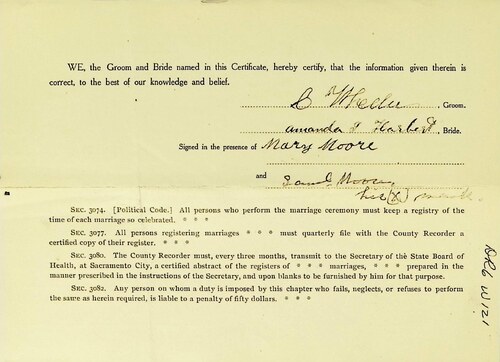 WE, the Groom and Bride named in this Certificate, hereby certify, that the information given therein is
correct, to the best of our knowledge and belief.
Groom.
Amanda T Harbert, Bride.
Signed in the presence of Mary Moore
and Saml Moore
his (X) mark
SEC. 3074. [Political Code.] All persons who perform the marriage ceremony must keep a registry of
the time of each marriage so celebrated. * * *
SEC. 3077. All persons registering marriages * * * must quarterly file with the County Recorder a
certified copy of their register. * * *
SEC. 3080. The County Recorder must, every three months, transmit to the Secretary of the State Board of
Health, at Sacramento City, a certified abstract of the registers of * * * marriages, * * * prepared in the
manner prescribed in the instructions of the Secretary, and upon blanks to be furnished by him for that purpose.
SEC. 3082. Any person on whom a duty is imposed by this chapter who fails, neglects, or refuses to perform
the same as herein required, is liable to a penalty of fifty dollars. * * *
W121